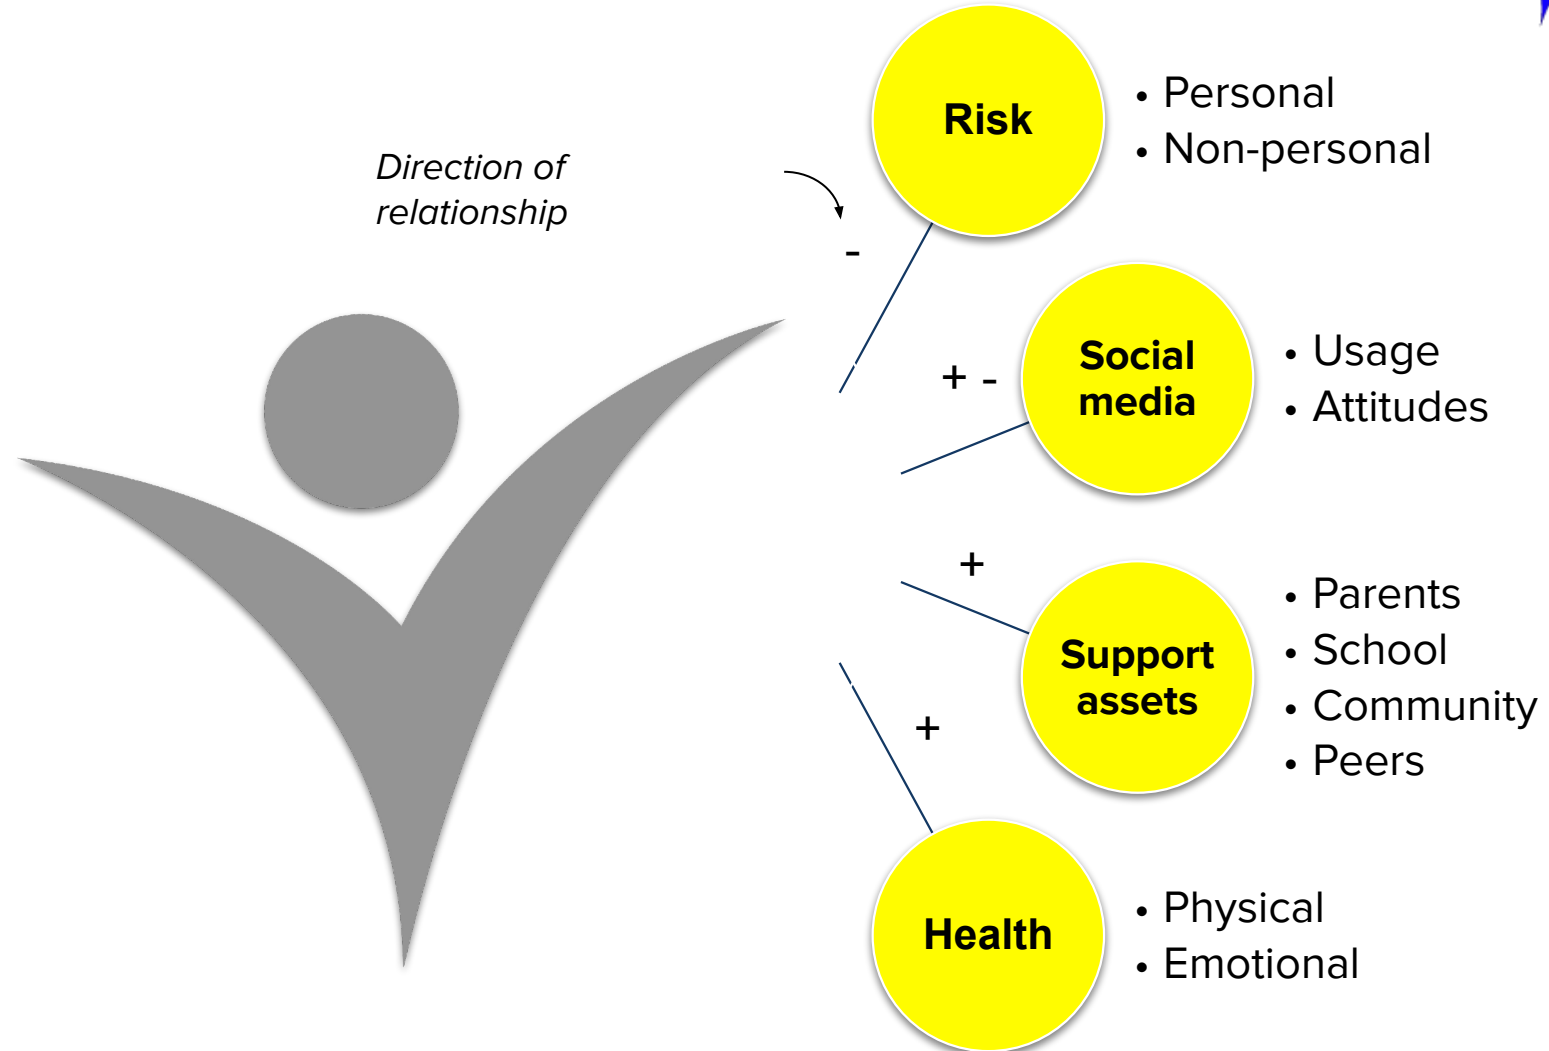 Direction of
relationship
-
Risk
• Personal
• Non-personal
+ -
Social
media
• Usage
• Attitudes
+
Support
assets
• Parents
• School
• Community
• Peers
+
Health
• Physical
• Emotional